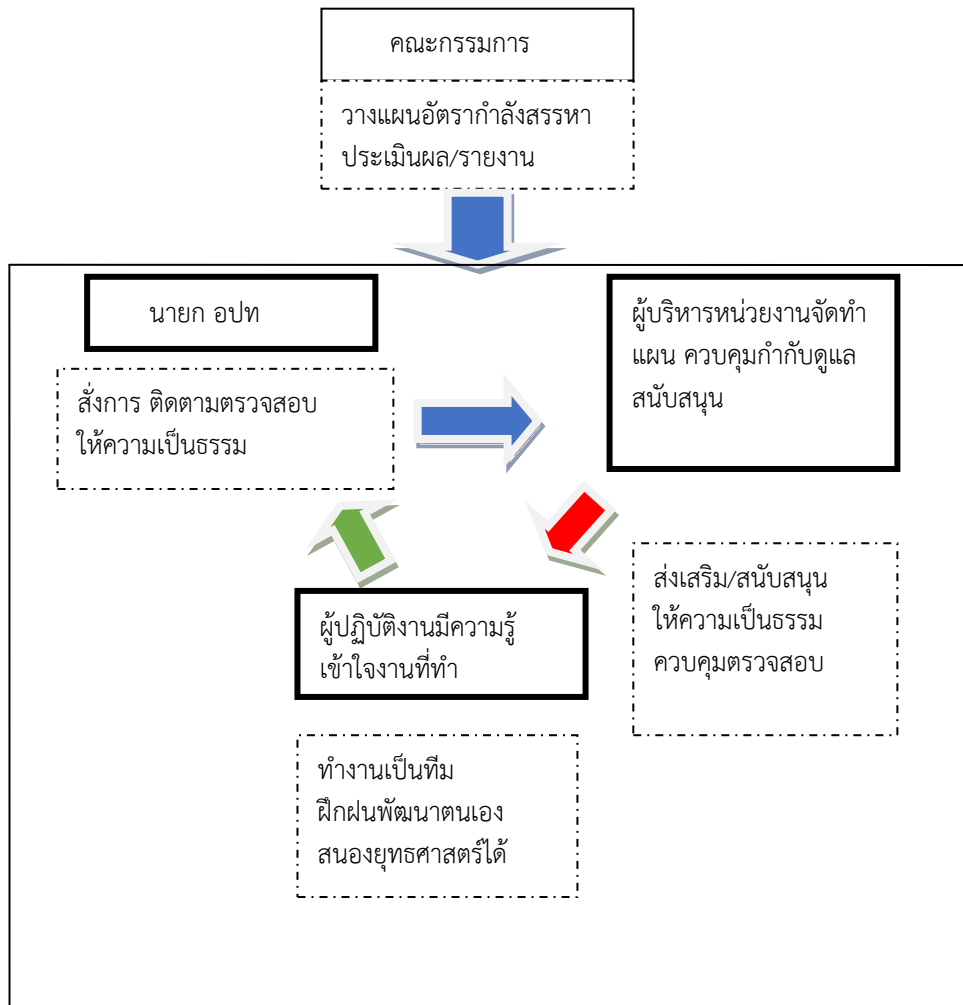 คณะกรรมการ
วางแผนอัตรากำลังสรรหา
ประเมินผล/รายงาน
นายก อปท
สั่งการ ติดตามตรวจสอบ
ให้ความเป็นธรรม
ผู้บริหารหน่วยงานจัดทำ
แผน ควบคุมกำกับดูแล
สนับสนุน
ส่งเสริม/สนับสนุน
ให้ความเป็นธรรม
ควบคุมตรวจสอบ
ผู้ปฏิบัติงานมีความรู้
เข้าใจงานที่ทำ
ทำงานเป็นทีม
ฝึกฝนพัฒนาตนเอง
สนองยุทธศาสตร์ได้